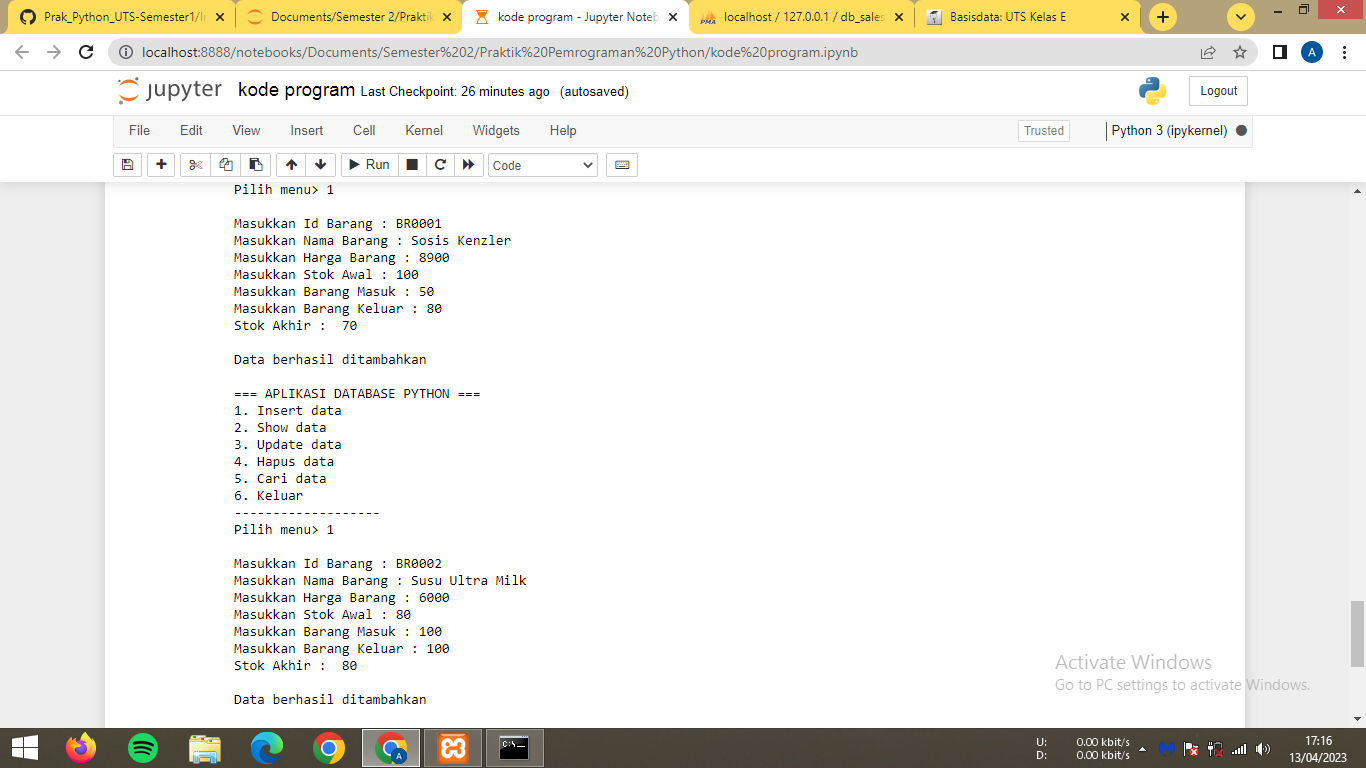 Prak_Python_UTS-Semester1/In
Documents/Semester 2/Praktik
kode program - Jupyter Noteb
localhost / 127.0.0.1 / db_sales
Basisdata: UTS Kelas E
localhost:8888/notebooks/Documents/Semester%202/Praktik%20Pemrograman%20Python/kode%20program.ipynb
A
jupyter kode program Last Checkpoint: 26 minutes ago (autosaved)
Logout
File Edit View Insert Cell Kernel Widgets Help
Trusted
Python 3 (ipykernel)
Run
Code
Pilih menu> 1
Masukkan Id Barang : BR0001
Masukkan Nama Barang : Sosis Kenzler
Masukkan Harga Barang : 8900
Masukkan Stok Awal : 100
Masukkan Barang Masuk : 50
Masukkan Barang Keluar : 80
Stok Akhir :  70
Data berhasil ditambahkan
=== APLIKASI DATABASE PYTHON ===
1. Insert data
2. Show data
3. Update data
4. Hapus data
5. Cari data
6. Keluar
-------------------
Pilih menu> 1
Masukkan Id Barang : BR0002
Masukkan Nama Barang : Susu Ultra Milk
Masukkan Harga Barang : 6000
Masukkan Stok Awal : 80
Masukkan Barang Masuk : 100
Masukkan Barang Keluar : 100
Stok Akhir :  80
Data berhasil ditambahkan
Activate Windows
Go to PC settings to activate Windows.
U: 0.00 kbit/s
D: 0.00 kbit/s
17:16
13/04/2023